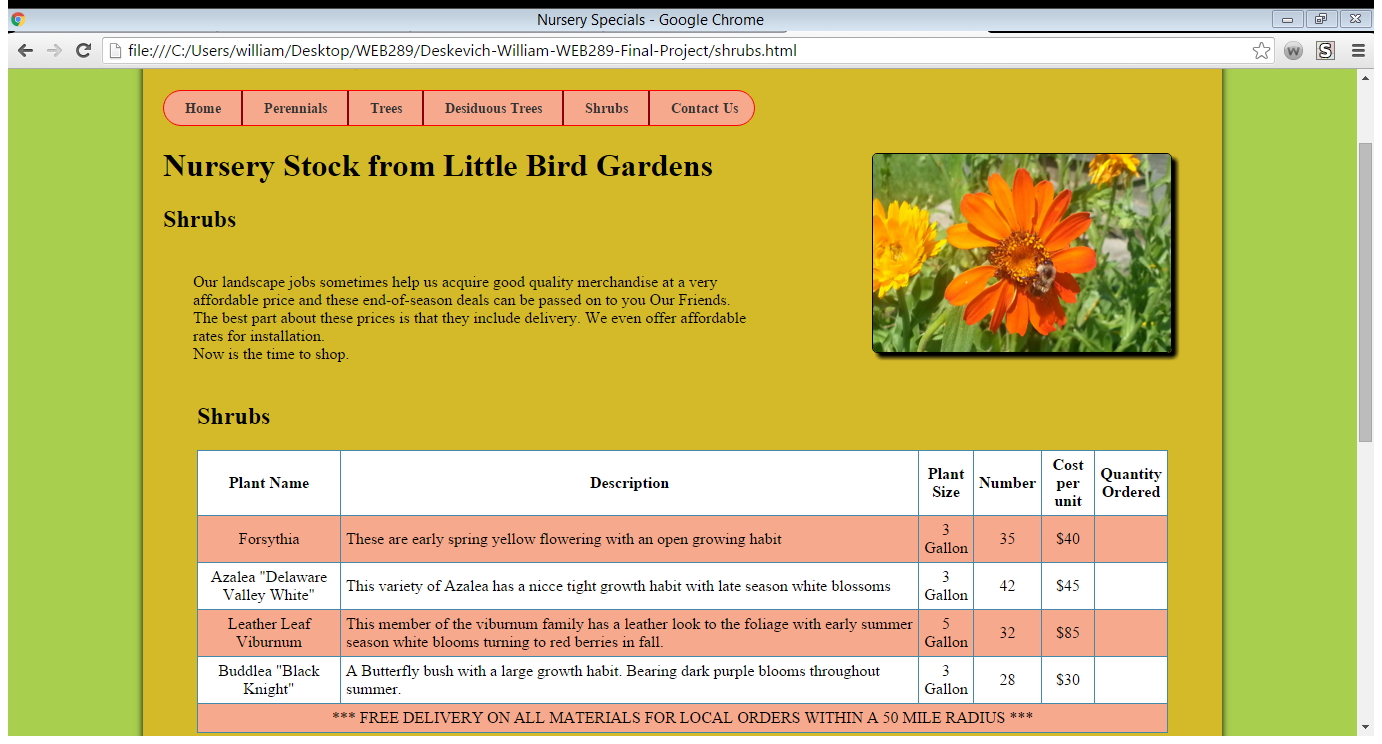 Nursery Specials - Google Chrome
file:///C:/Users/william/Desktop/WEB289/Deskevich-William-WEB289-Final-Project/shrubs.html
W S
Home Perennials Trees Desiduous Trees Shrubs Contact Us
Nursery Stock from Little Bird Gardens
Shrubs
Our landscape jobs sometimes help us acquire good quality merchandise at a very
affordable price and these end-of-season deals can be passed on to you Our Friends.
The best part about these prices is that they include delivery. We even offer affordable
rates for installation.
Now is the time to shop.
Shrubs
Plant Name Description Plant Size Number Cost per unit Quantity Ordered
Forsythia These are early spring yellow flowering with an open growing habit 3 Gallon 35 $40
Azalea "Delaware Valley White" This variety of Azalea has a nicce tight growth habit with late season white blossoms 3 Gallon 42 $45
Leather Leaf Viburnum This member of the viburnum family has a leather look to the foliage with early summer season white blooms turning to red berries in fall. 5 Gallon 32 $85
Buddlea "Black Knight" A Butterfly bush with a large growth habit. Bearing dark purple blooms throughout summer. 3 Gallon 28 $30
*** FREE DELIVERY ON ALL MATERIALS FOR LOCAL ORDERS WITHIN A 50 MILE RADIUS ***